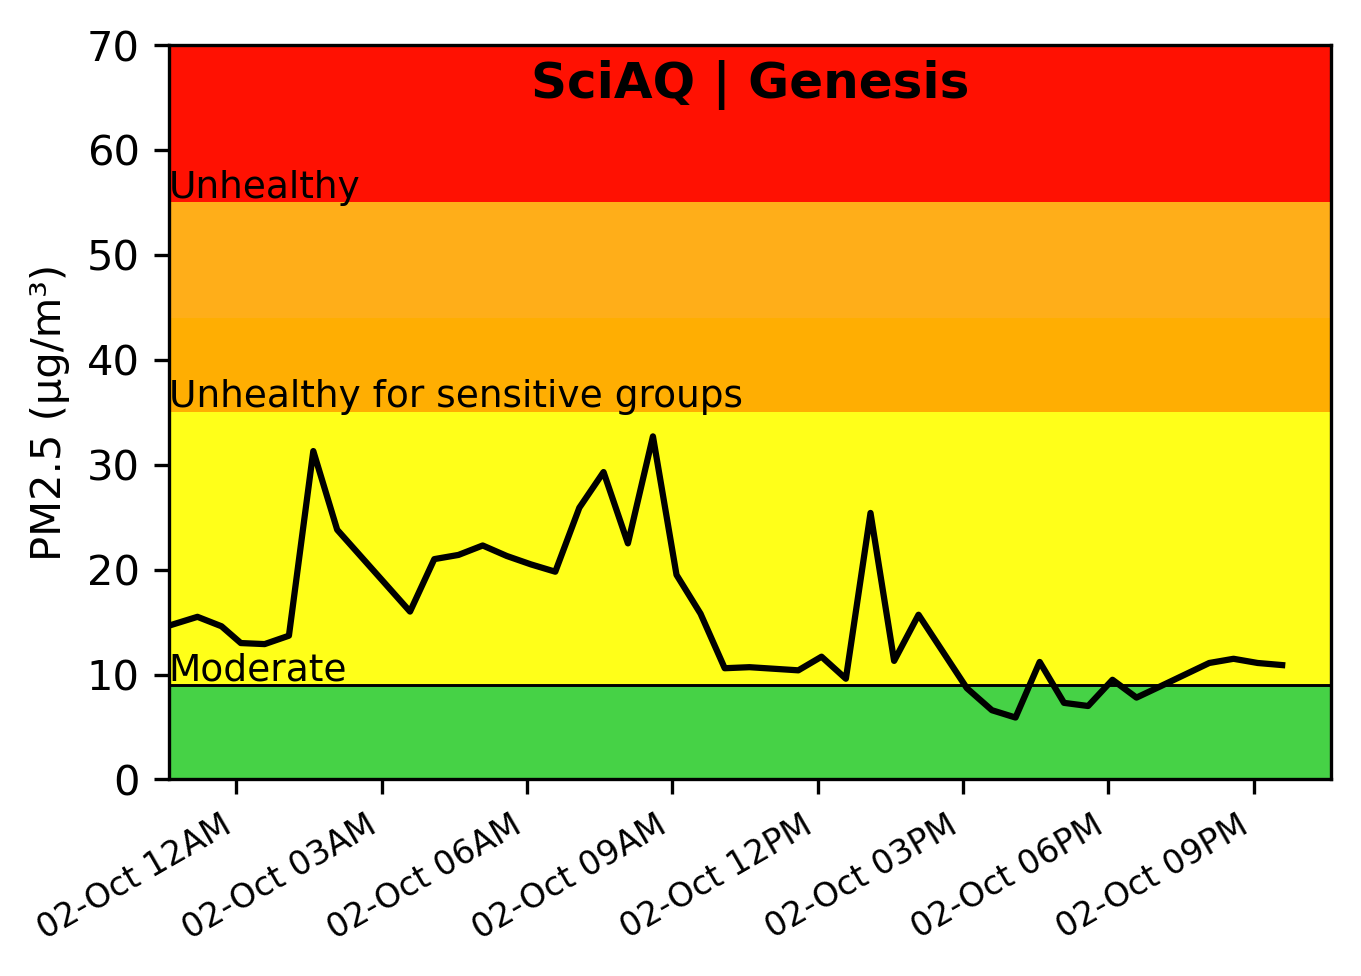 SciAQ | Genesis
PM2.5 (µg/m³)
70
60
50
40
30
20
10
0
Unhealthy
Unhealthy for sensitive groups
Moderate
02-Oct 12AM
02-Oct 03AM
02-Oct 06AM
02-Oct 09AM
02-Oct 12PM
02-Oct 03PM
02-Oct 06PM
02-Oct 09PM